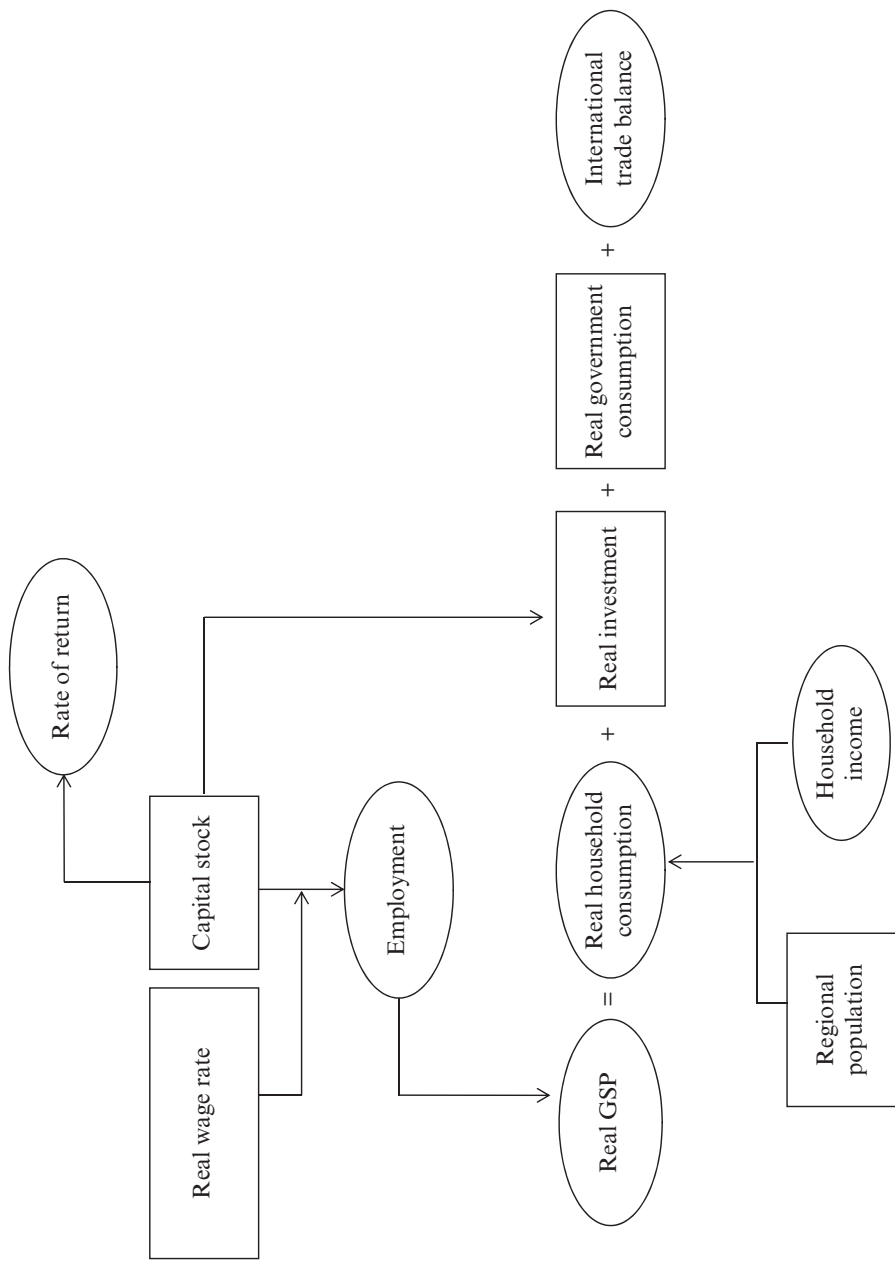 Rate of return
Real wage rate
Capital stock
Employment
Real GSP
=
Real household
consumption
+
Real investment
+
Real government
consumption
+
International
trade balance
Regional
population
Household
income